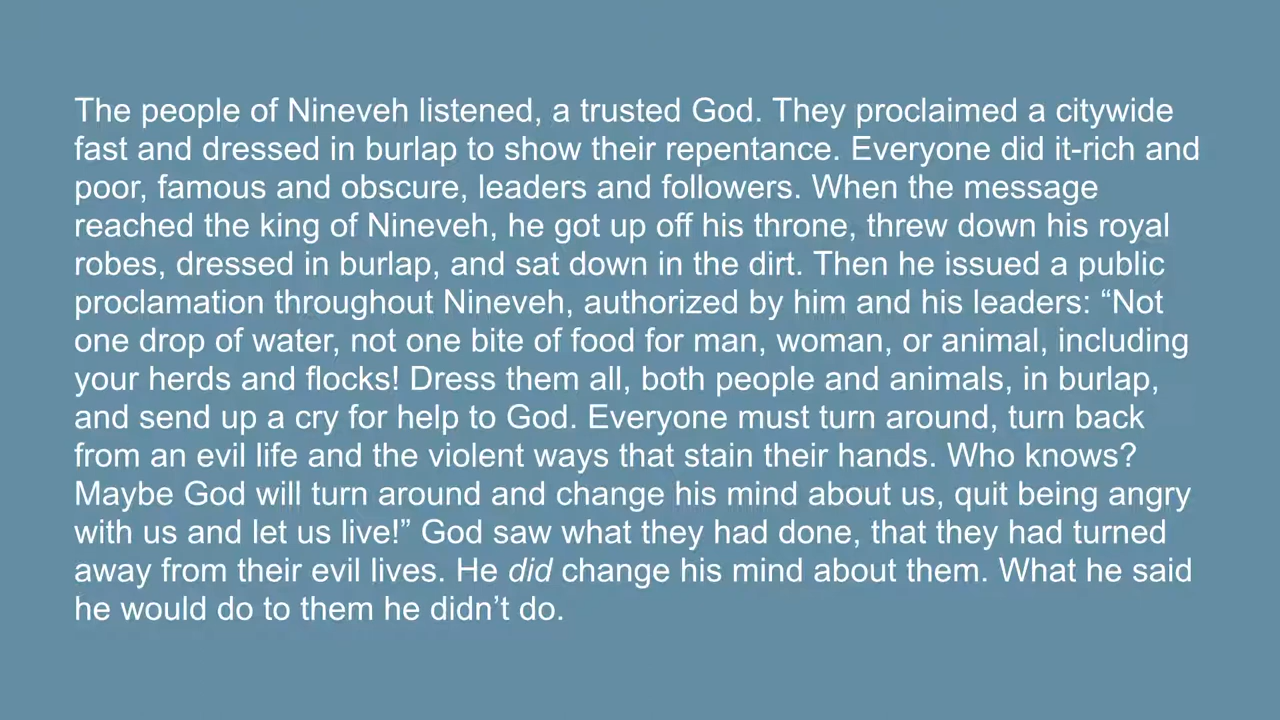 The people of Nineveh listened, a trusted God. They proclaimed a citywide
fast and dressed in burlap to show their repentance. Everyone did it-rich and
poor, famous and obscure, leaders and followers. When the message
reached the king of Nineveh, he got up off his throne, threw down his royal
robes, dressed in burlap, and sat down in the dirt. Then he issued a public
proclamation throughout Nineveh, authorized by him and his leaders: “Not
one drop of water, not one bite of food for man, woman, or animal, including
your herds and flocks! Dress them all, both people and animals, in burlap,
and send up a cry for help to God. Everyone must turn around, turn back
from an evil life and the violent ways that stain their hands. Who knows?
Maybe God will turn around and change his mind about us, quit being angry
with us and let us live!” God saw what they had done, that they had turned
away from their evil lives. He did change his mind about them. What he said
he would do to them he didn’t do.